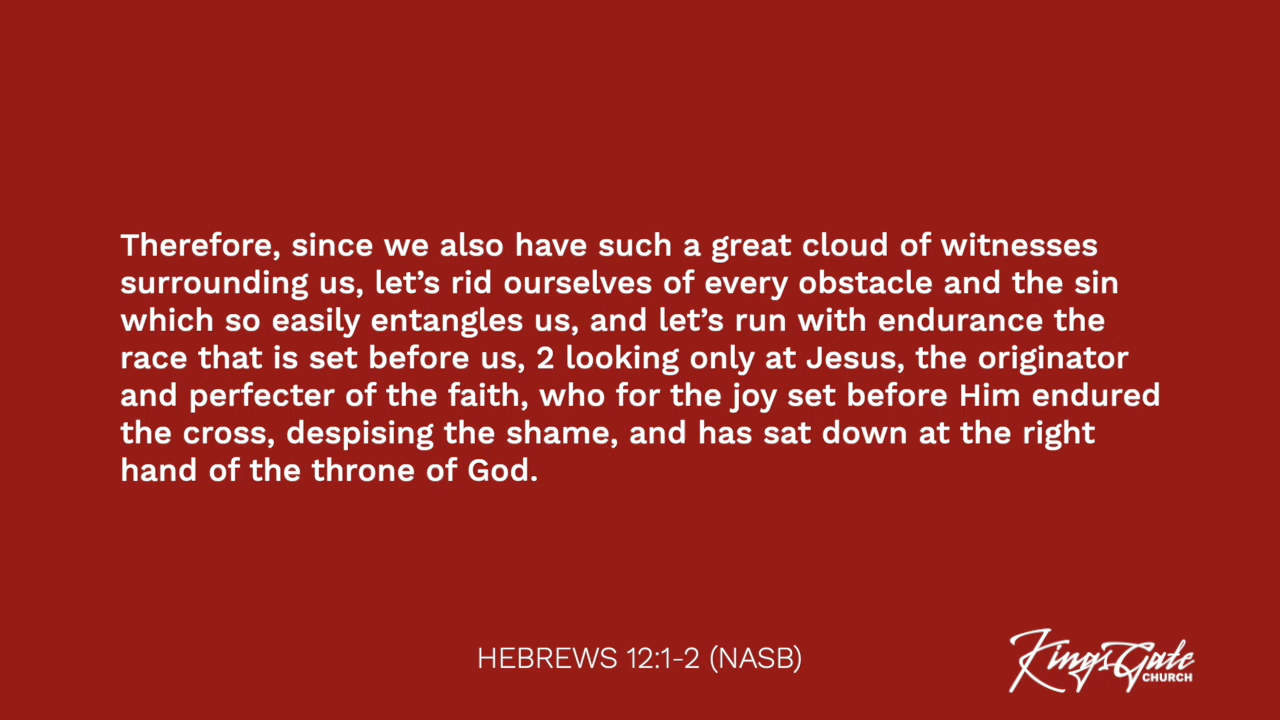 Therefore, since we also have such a great cloud of witnesses
surrounding us, let’s rid ourselves of every obstacle and the sin
which so easily entangles us, and let’s run with endurance the
race that is set before us, 2 looking only at Jesus, the originator
and perfecter of the faith, who for the joy set before Him endured
the cross, despising the shame, and has sat down at the right
hand of the throne of God.
HEBREWS 12:1-2 (NASB)
King's Gate
CHURCH